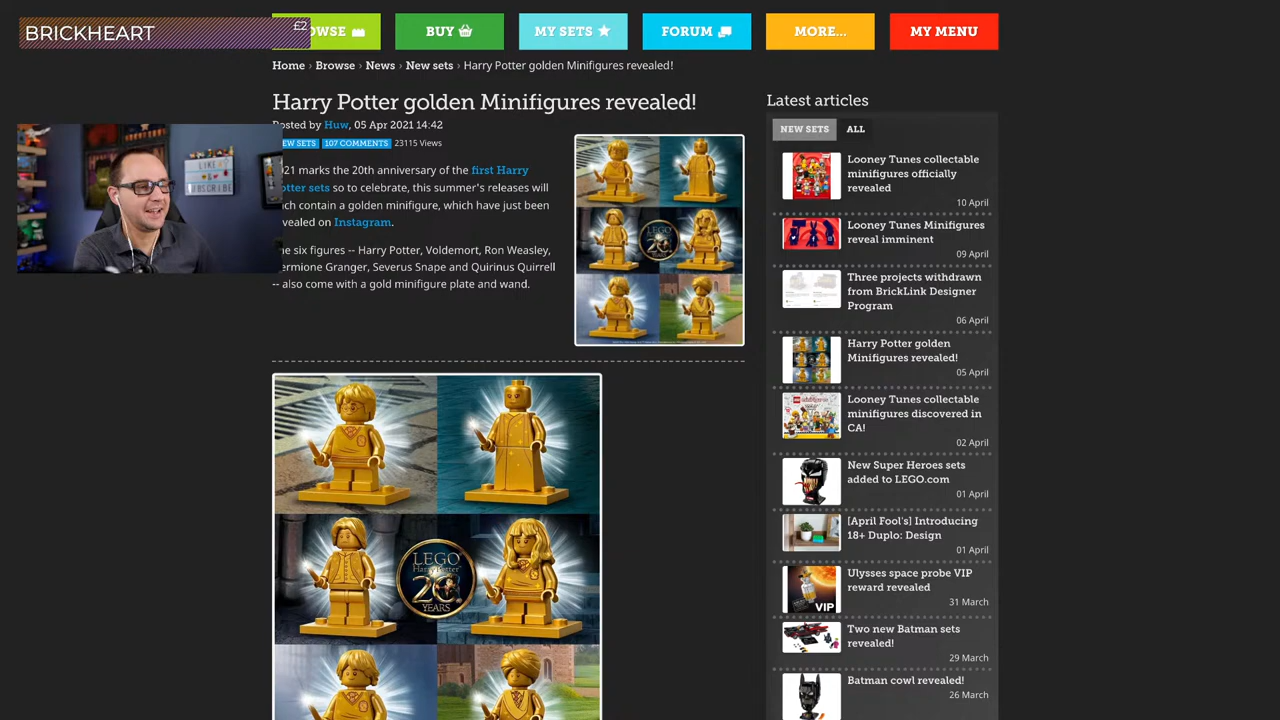 BRICKHEART
£2
OWSE
BUY
MY SETS
FORUM
MORE...
MY MENU
Home › Browse › News › New sets › Harry Potter golden Minifigures revealed!
Harry Potter golden Minifigures revealed!
Posted by Huw, 05 Apr 2021 14:42
EW SETS 107 COMMENTS 23115 Views
021 marks the 20th anniversary of the first Harry
otter sets so to celebrate, this summer's releases will
ach contain a golden minifigure, which have just been
vealed on Instagram.
he six figures -- Harry Potter, Voldemort, Ron Weasley,
ermione Granger, Severus Snape and Quirinus Quirrell
-- also come with a gold minifigure plate and wand.
LIKE
SUBSCRIBE
LEGO
20
LEGO
Harry Potter
20
YEARS
Latest articles
NEW SETS ALL
Looney Tunes collectable
minifigures officially
revealed
10 April
Looney Tunes Minifigures
reveal imminent
09 April
Three projects withdrawn
from BrickLink Designer
Program
06 April
Harry Potter golden
Minifigures revealed!
05 April
Looney Tunes collectable
minifigures discovered in
CA!
02 April
New Super Heroes sets
added to LEGO.com
01 April
[April Fool's] Introducing
18+ Duplo: Design
01 April
Ulysses space probe VIP
reward revealed
VIP
31 March
Two new Batman sets
revealed!
29 March
Batman cowl revealed!
26 March